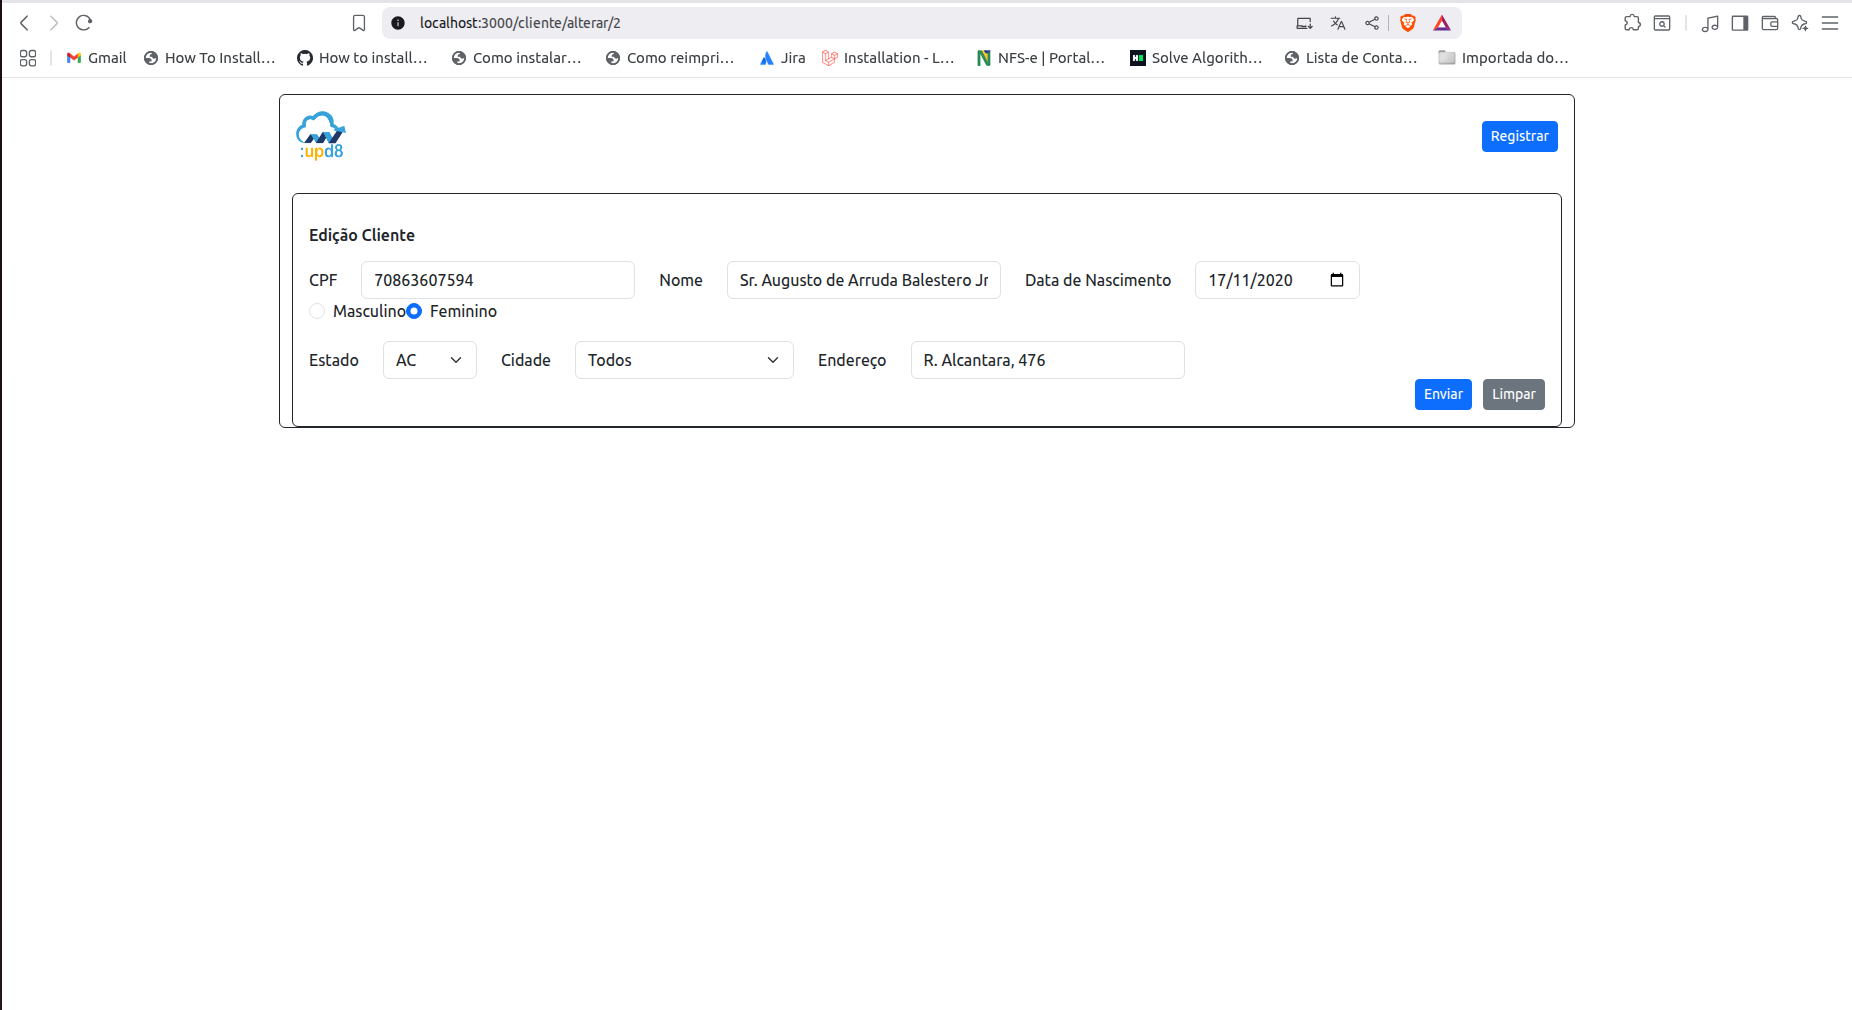 localhost:3000/cliente/alterar/2
Gmail How To Install... How to install... Como instalar... Como reimpri... Jira Installation - L... NFS-e | Portal... Solve Algorith... Lista de Conta... Importada do...
:upd8
Registrar
Edição Cliente
CPF 70863607594 Nome Sr. Augusto de Arruda Balestero Jr Data de Nascimento 17/11/2020
Masculino Feminino
Estado AC Cidade Todos Endereço R. Alcantara, 476
Enviar Limpar